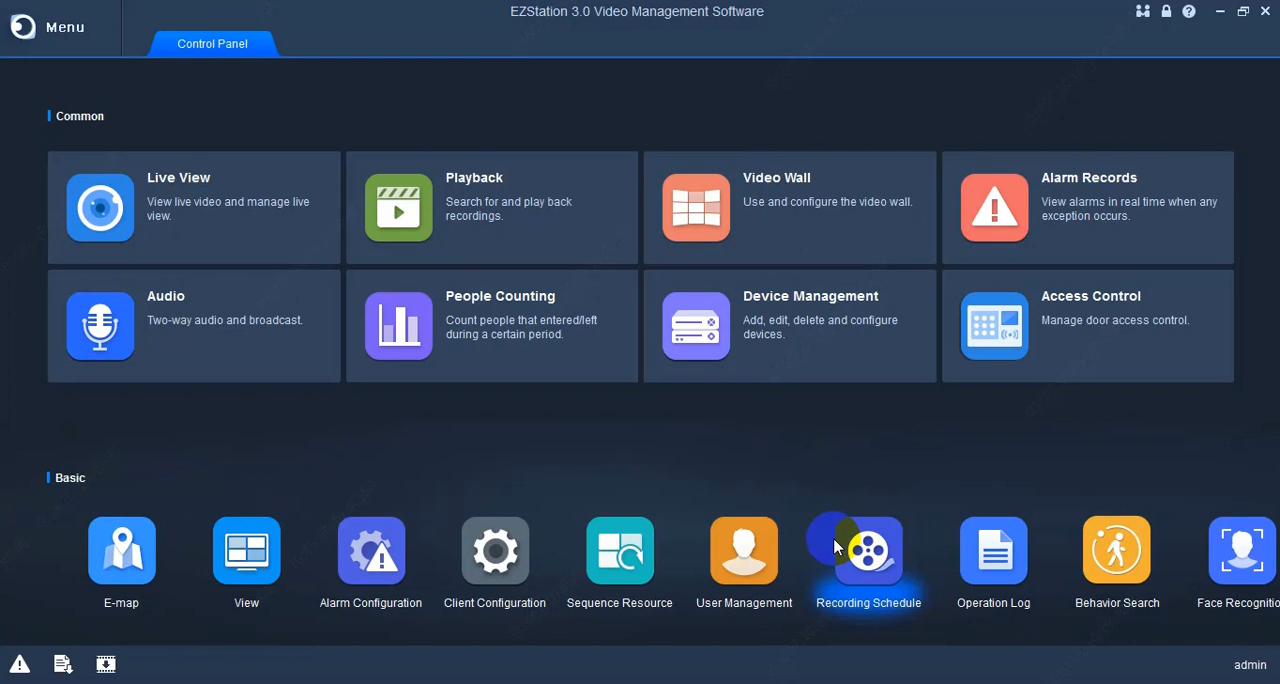 EZStation 3.0 Video Management Software
Menu
Control Panel
Common
Live View
View live video and manage live
view.
Playback
Search for and play back
recordings.
Video Wall
Use and configure the video wall.
Alarm Records
View alarms in real time when any
exception occurs.
Audio
Two-way audio and broadcast.
People Counting
Count people that entered/left
during a certain period.
Device Management
Add, edit, delete and configure
devices.
Access Control
Manage door access control.
Basic
E-map
View
Alarm Configuration
Client Configuration
Sequence Resource
User Management
Recording Schedule
Operation Log
Behavior Search
Face Recognitio
admin